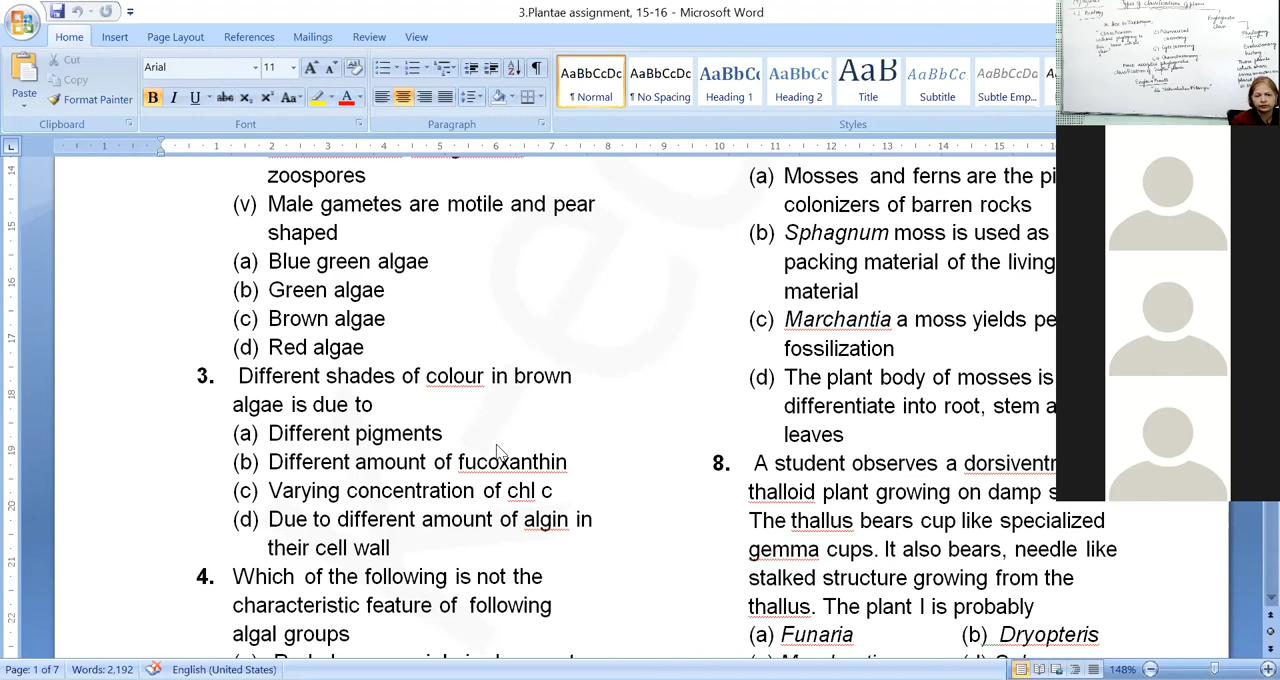 3.Plantae assignment, 15-16 - Microsoft Word
Home Insert Page Layout References Mailings Review View
Cut
Copy
Format Painter
Paste
Clipboard
Arial 11
Font
Paragraph
AaBbCcDc AaBbCcDc AaBbCc AaBbCc AaB AaBbCcL AaBbCcDc
¶ Normal ¶ No Spacing Heading 1 Heading 2 Title Subtitle Subtle Emp...
Styles
zoospores
(v) Male gametes are motile and pear
shaped
(a) Blue green algae
(b) Green algae
(c) Brown algae
(d) Red algae
3. Different shades of colour in brown
algae is due to
(a) Different pigments
(b) Different amount of fucoxanthin
(c) Varying concentration of chl c
(d) Due to different amount of algin in
their cell wall
4. Which of the following is not the
characteristic feature of following
algal groups
(a) Mosses and ferns are the pi
colonizers of barren rocks
(b) Sphagnum moss is used as
packing material of the living
material
(c) Marchantia a moss yields pe
fossilization
(d) The plant body of mosses is
differentiate into root, stem a
leaves
8. A student observes a dorsiventr
thalloid plant growing on damp s
The thallus bears cup like specialized
gemma cups. It also bears, needle like
stalked structure growing from the
thallus. The plant I is probably
(a) Funaria (b) Dryopteris
Page: 1 of 7 Words: 2,192 English (United States) 148%